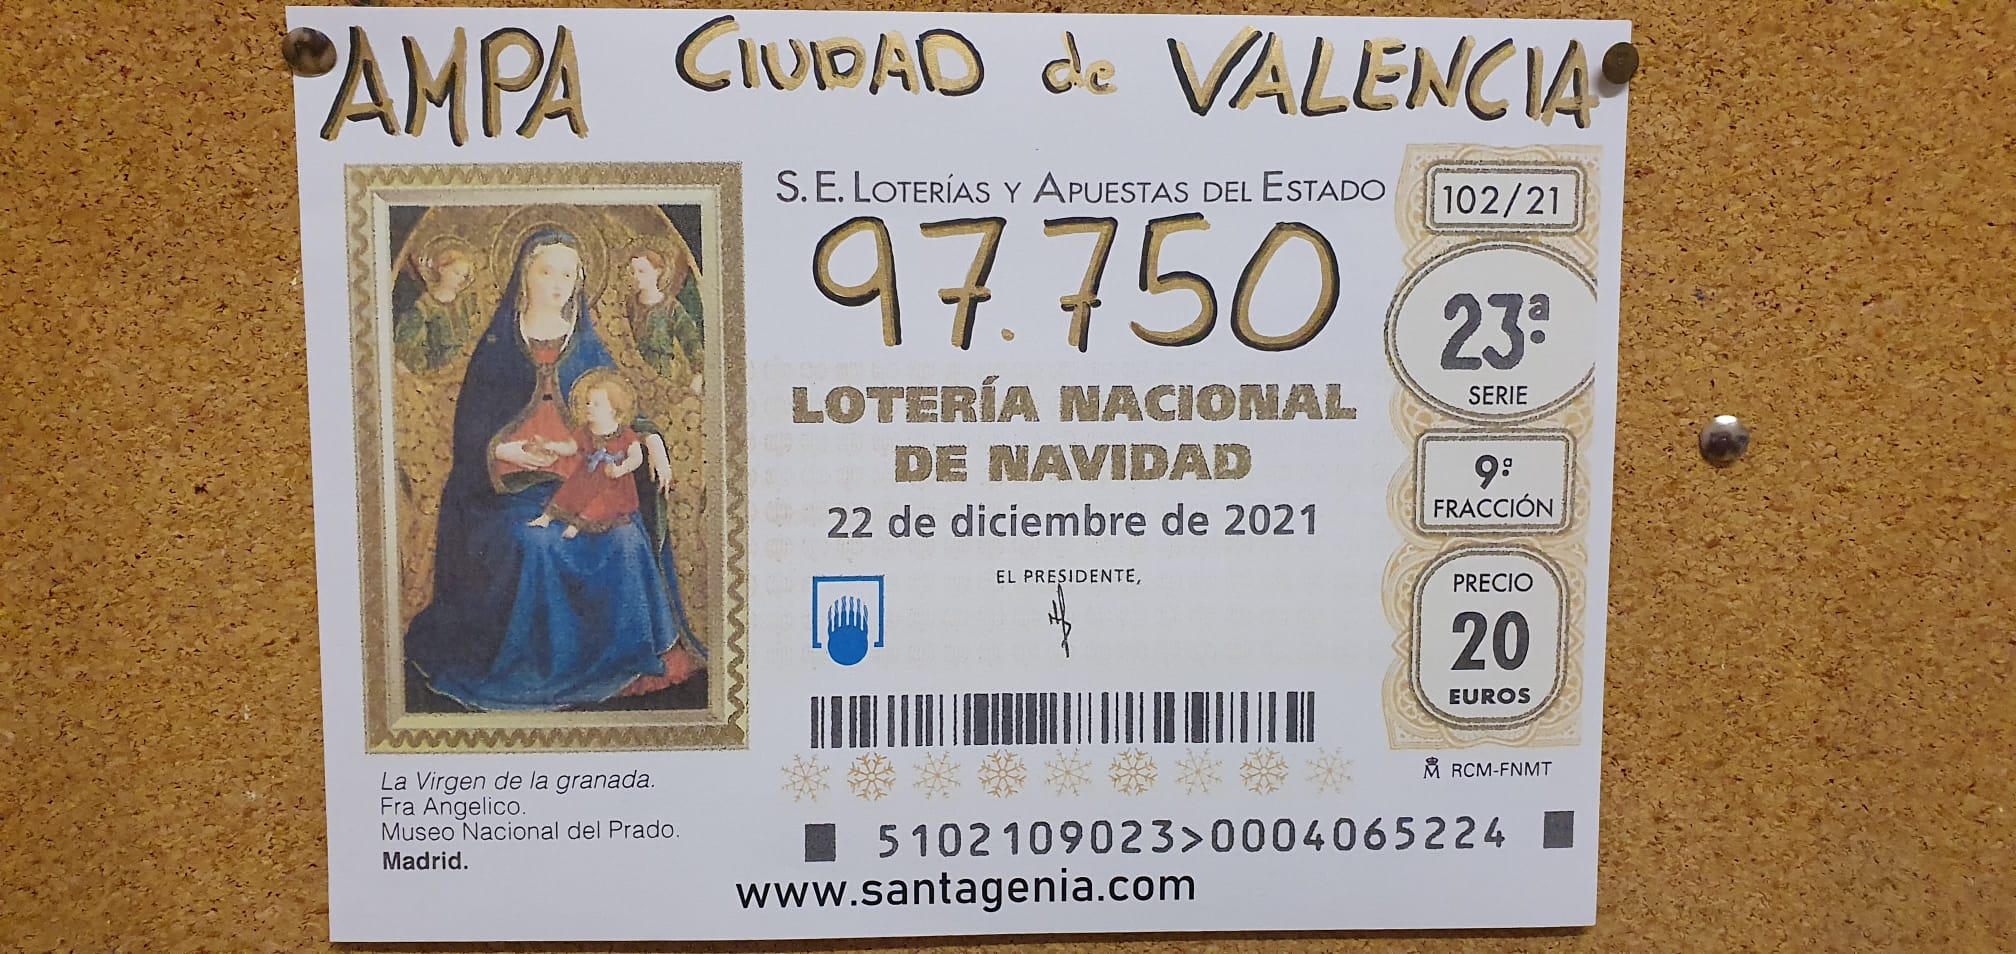 AMPA CIUDAD de VALENCIA
S.E. LOTERÍAS Y APUESTAS DEL ESTADO
97.750
LOTERÍA NACIONAL
DE NAVIDAD
22 de diciembre de 2021
EL PRESIDENTE,
102/21
23ª
SERIE
9ª
FRACCIÓN
PRECIO
20
EUROS
RCM-FNMT
La Virgen de la granada.
Fra Angelico.
Museo Nacional del Prado.
Madrid.
5102109023>0004065224
www.santagenia.com